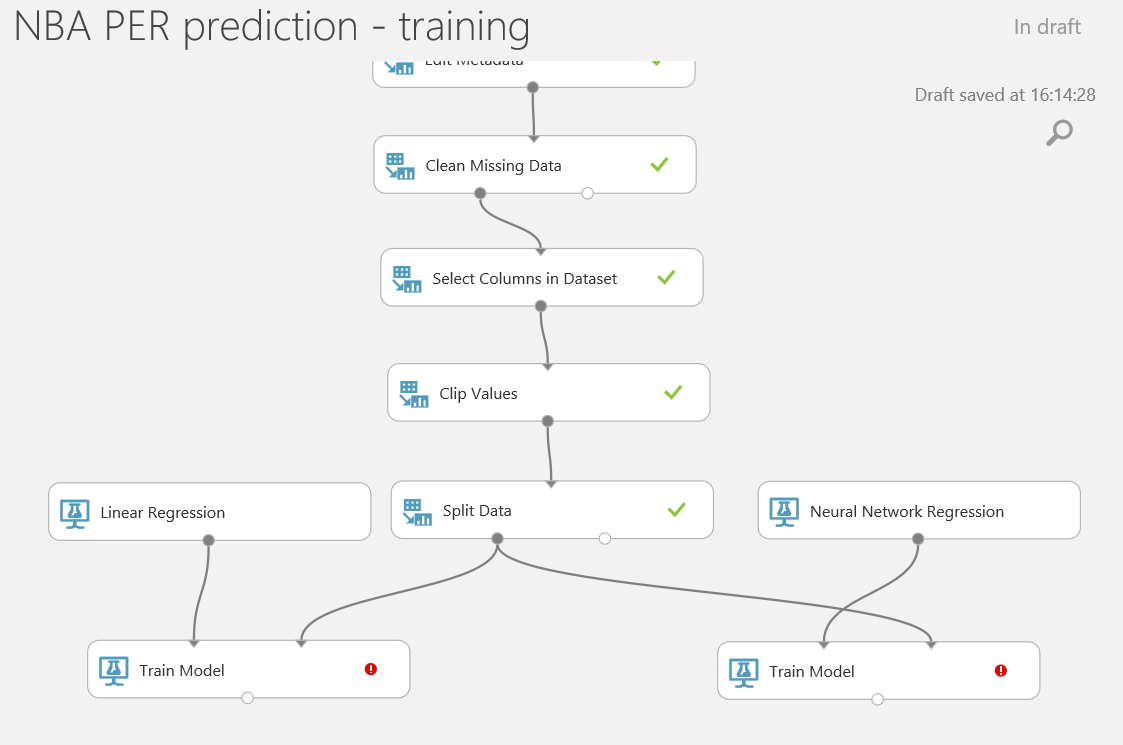 NBA PER prediction - training
In draft
Edit Metadata
Draft saved at 16:14:28
Clean Missing Data
Select Columns in Dataset
Clip Values
Linear Regression
Split Data
Neural Network Regression
Train Model
Train Model